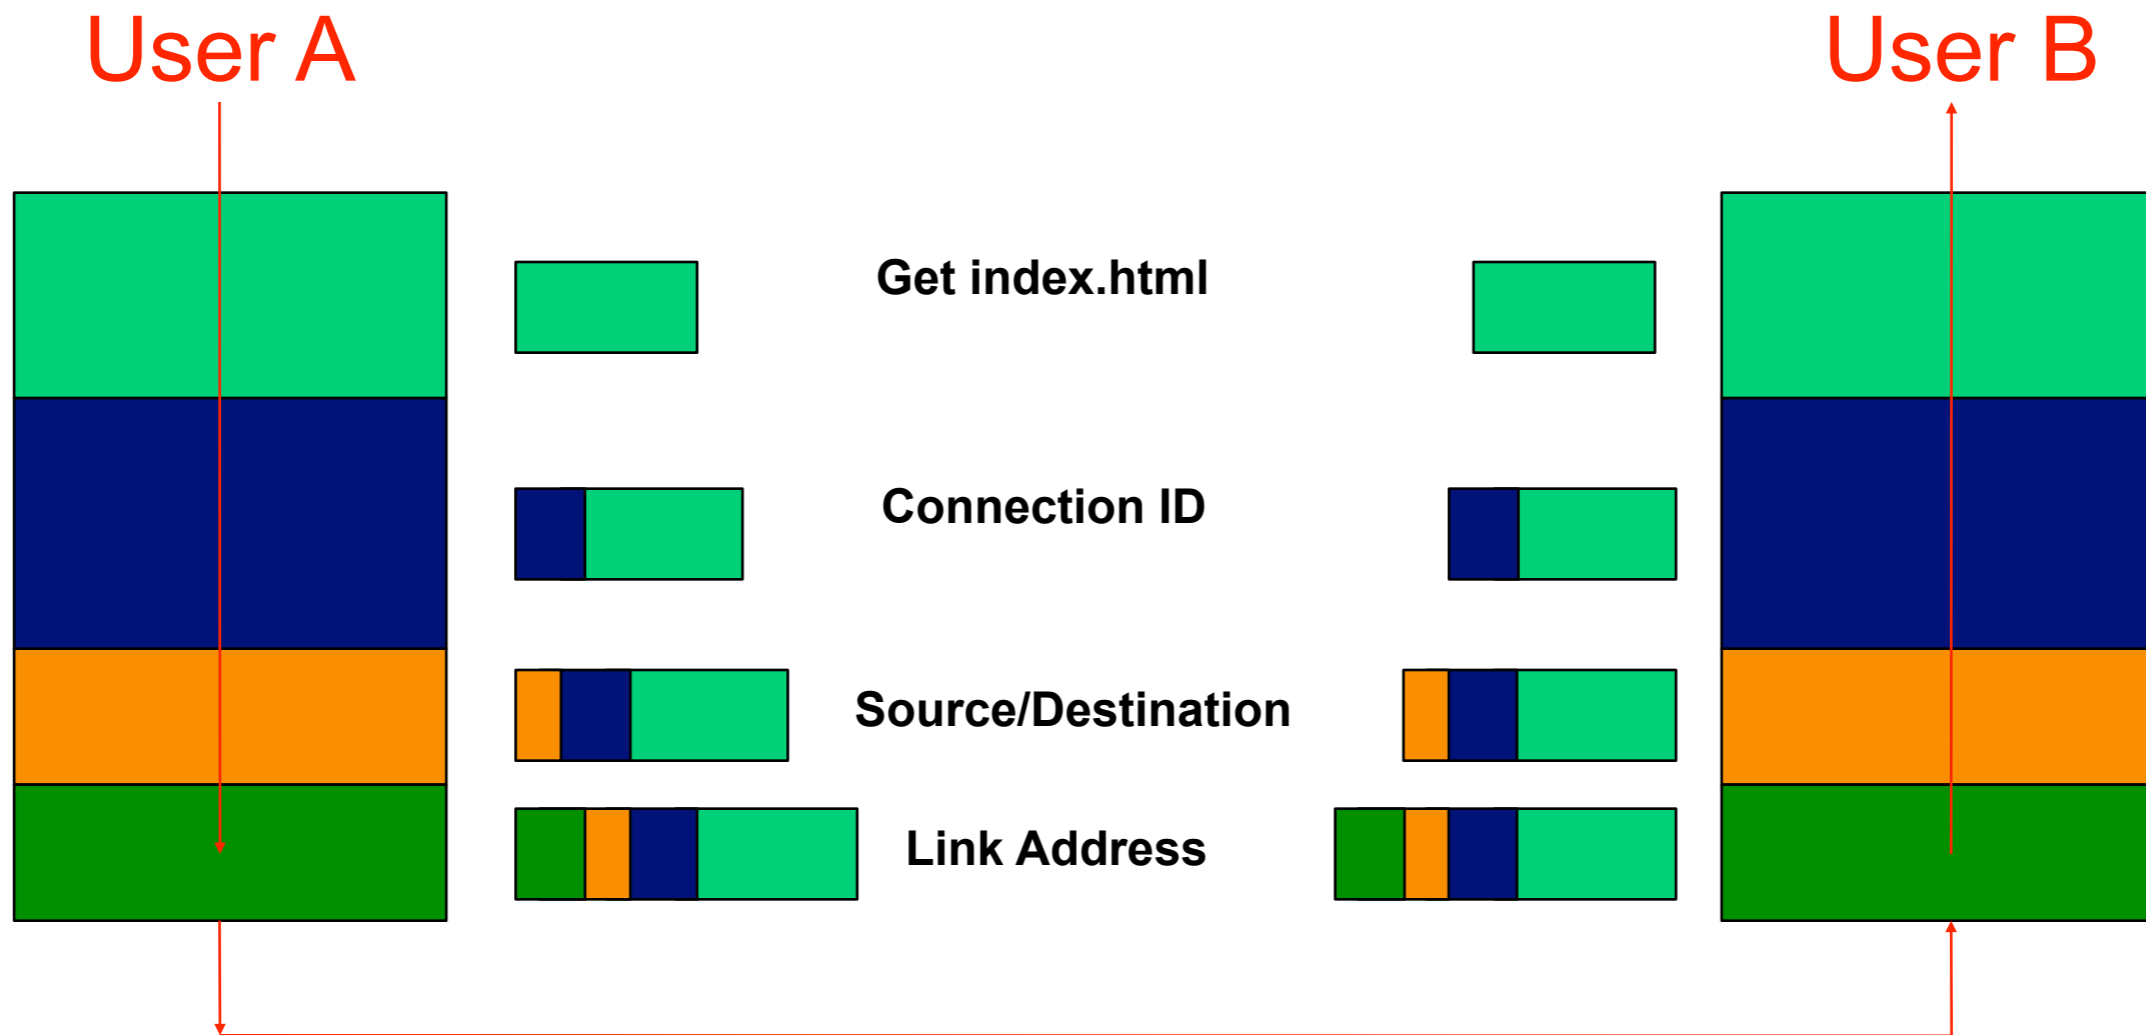 User A
User B
Get index.html
Connection ID
Source/Destination
Link Address